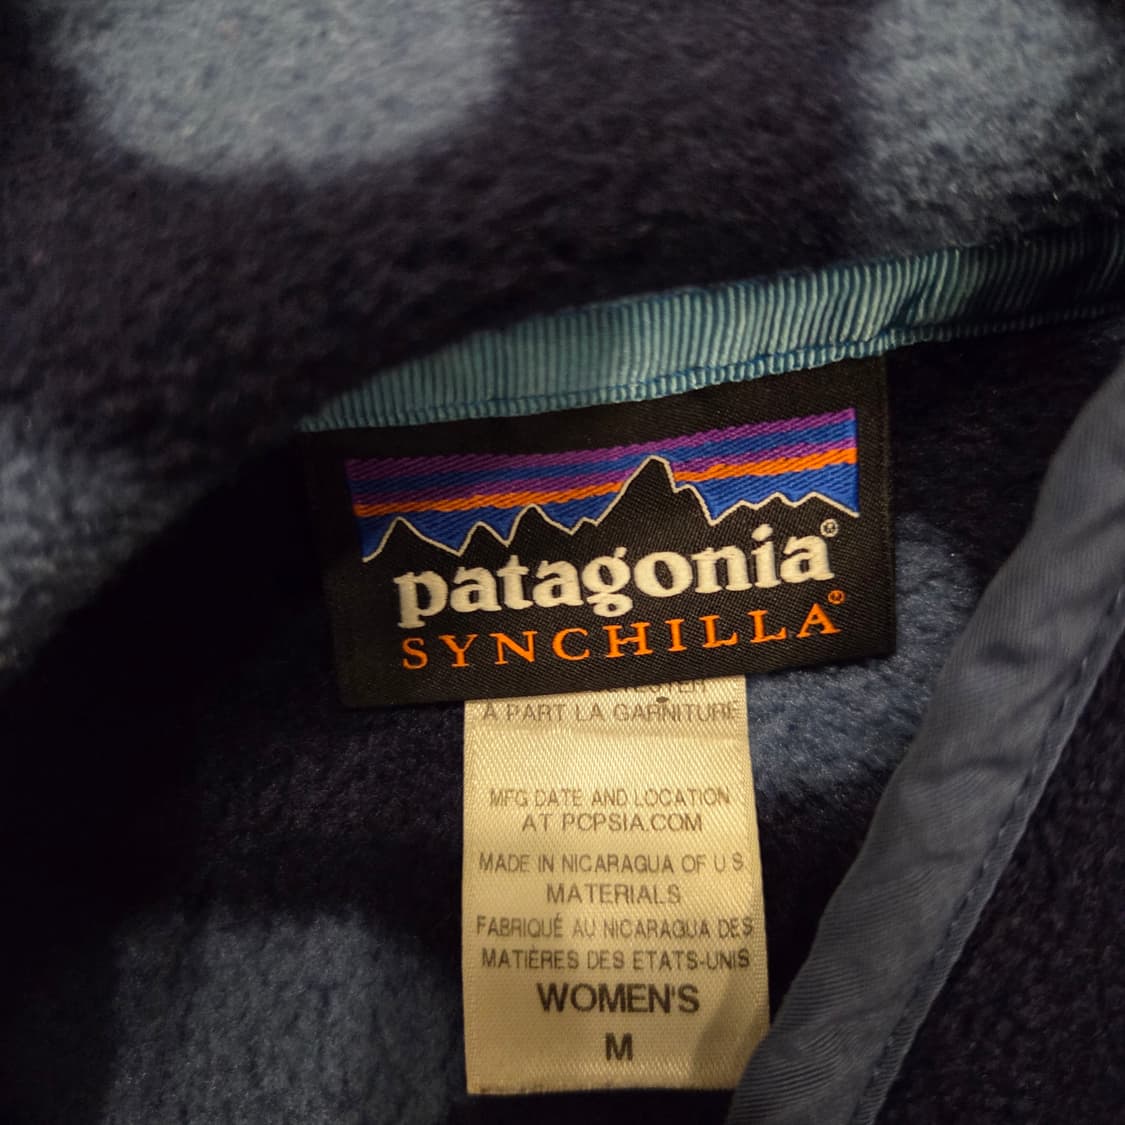 patagonia®
SYNCHILLA®
À PART LA GARNITURE
MFG DATE AND LOCATION
AT PCPSIA.COM
MADE IN NICARAGUA OF U S
MATERIALS
FABRIQUÉ AU NICARAGUA DES
MATIÈRES DES ETATS-UNIS
WOMEN'S
M